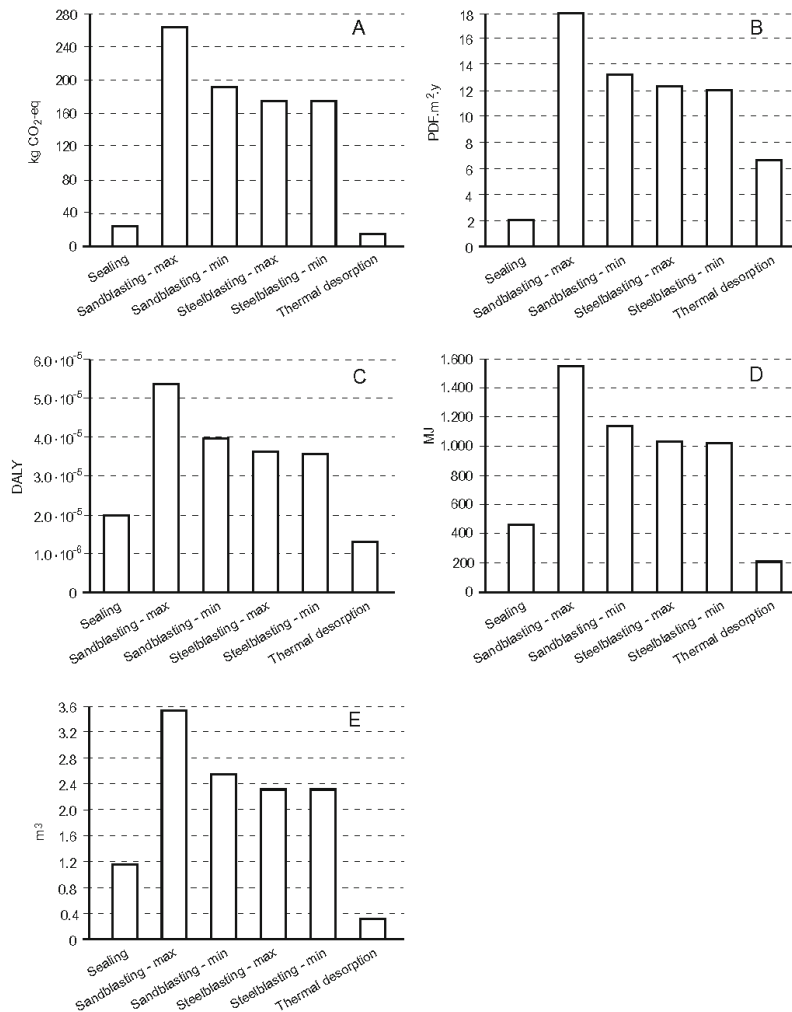 A
kg CO2-eq
280
240
200
160
120
80
40
0
Sealing
Sandblasting - max
Sandblasting - min
Steelblasting - max
Steelblasting - min
Thermal desorption
B
PDF.m².y
18
16
14
12
10
8
6
4
2
0
Sealing
Sandblasting - max
Sandblasting - min
Steelblasting - max
Steelblasting - min
Thermal desorption
C
DALY
6.0·10⁻⁵
5.0·10⁻⁵
4.0·10⁻⁵
3.0·10⁻⁵
2.0·10⁻⁵
1.0·10⁻⁶
0
Sealing
Sandblasting - max
Sandblasting - min
Steelblasting - max
Steelblasting - min
Thermal desorption
D
MJ
1.600
1.400
1.200
1.000
800
600
400
200
0
Sealing
Sandblasting - max
Sandblasting - min
Steelblasting - max
Steelblasting - min
Thermal desorption
E
m³
3.6
3.2
2.8
2.4
2.0
1.6
1.2
0.8
0.4
0
Sealing
Sandblasting - max
Sandblasting - min
Steelblasting - max
Steelblasting - min
Thermal desorption